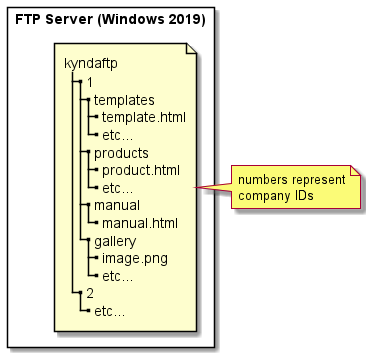 FTP Server (Windows 2019)
kyndaftp
1
templates
template.html
etc...
products
product.html
etc...
manual
manual.html
gallery
image.png
etc...
2
etc...
numbers represent
company IDs